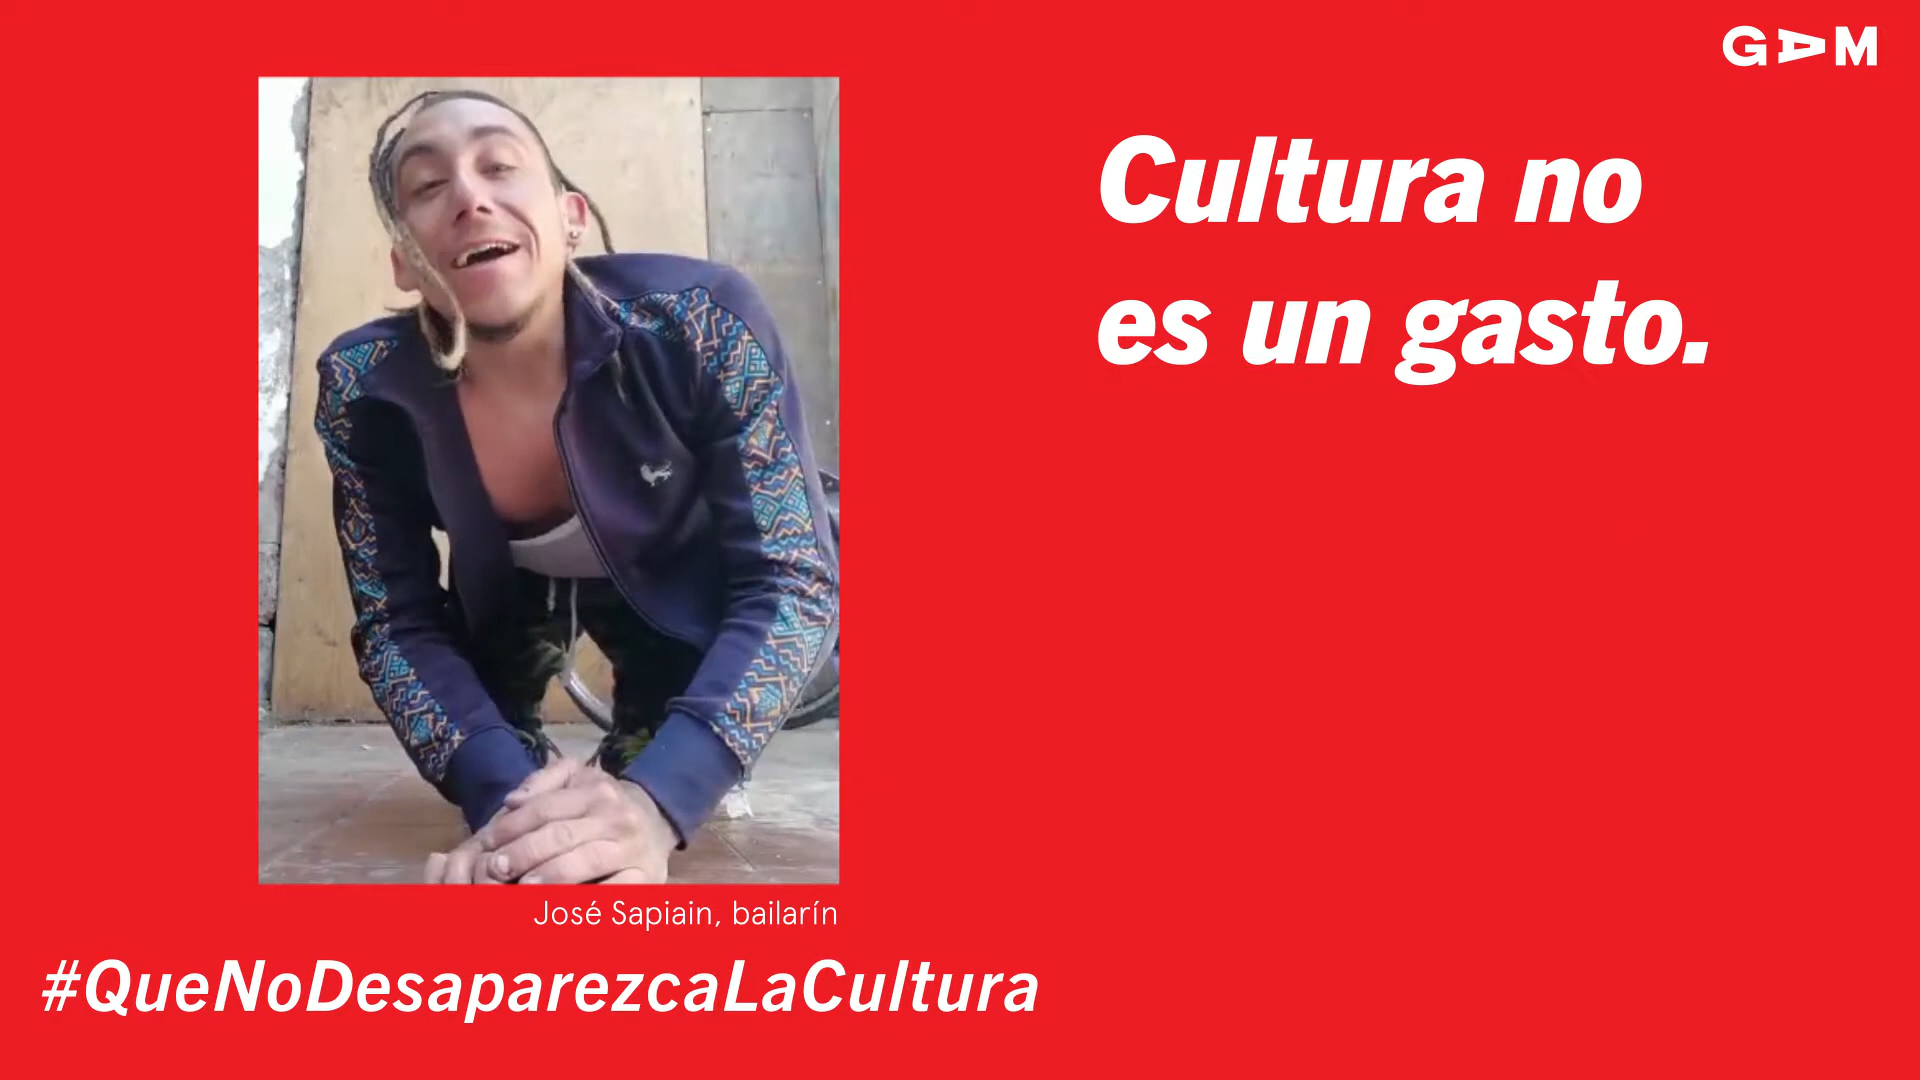 GAM
Cultura no
es un gasto.
José Sapiain, bailarín
#QueNoDesaparezcaLaCultura